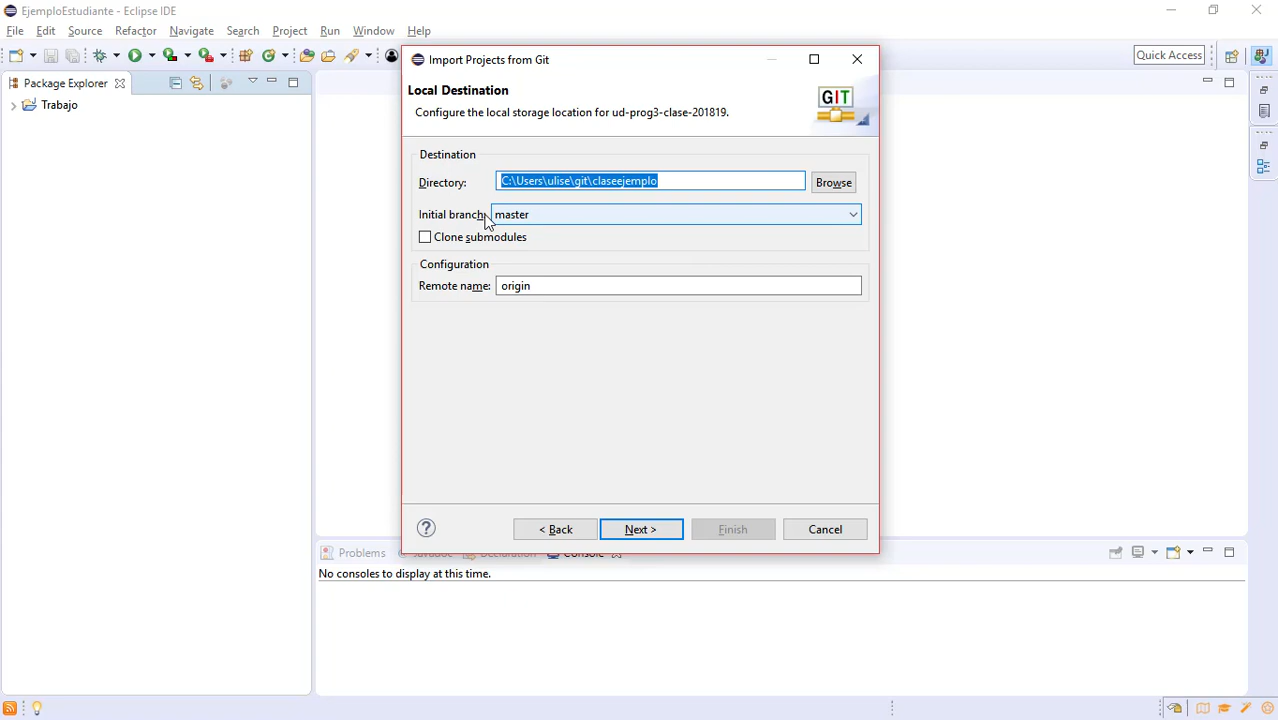 EjemploEstudiante - Eclipse IDE
File Edit Source Refactor Navigate Search Project Run Window Help
Quick Access
Package Explorer
Trabajo
Import Projects from Git
Local Destination
Configure the local storage location for ud-prog3-clase-201819.
GIT
Destination
Directory: C:\Users\ulise\git\claseejemplo Browse
Initial branch: master
Clone submodules
Configuration
Remote name: origin
< Back Next > Finish Cancel
Problems Javadoc Declaration Console
No consoles to display at this time.